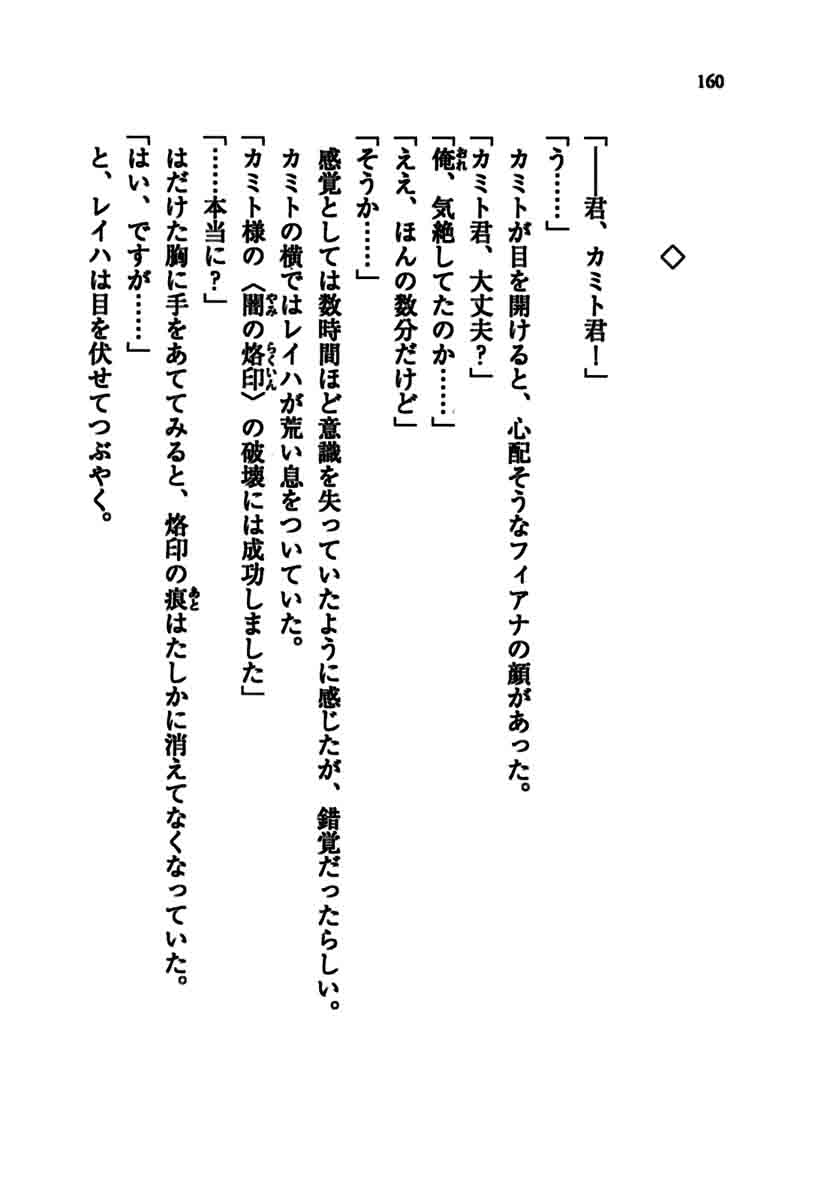 160
◇
「――君、カミト君！」
「う……」
カミトが目を開けると、心配そうなフィアナの顔があった。
「カミト君、大丈夫？」
「俺、気絶してたのか……」
「ええ、ほんの数分だけど」
「そうか……」
感覚としては数時間ほど意識を失っていたように感じたが、錯覚だったらしい。
カミトの横ではレイハが荒い息をついていた。
「カミト様の〈闇の烙印〉の破壊には成功しました」
「……本当に？」
はだけた胸に手をあててみると、烙印の痕はたしかに消えてなくなっていた。
「はい、ですが……」
と、レイハは目を伏せてつぶやく。